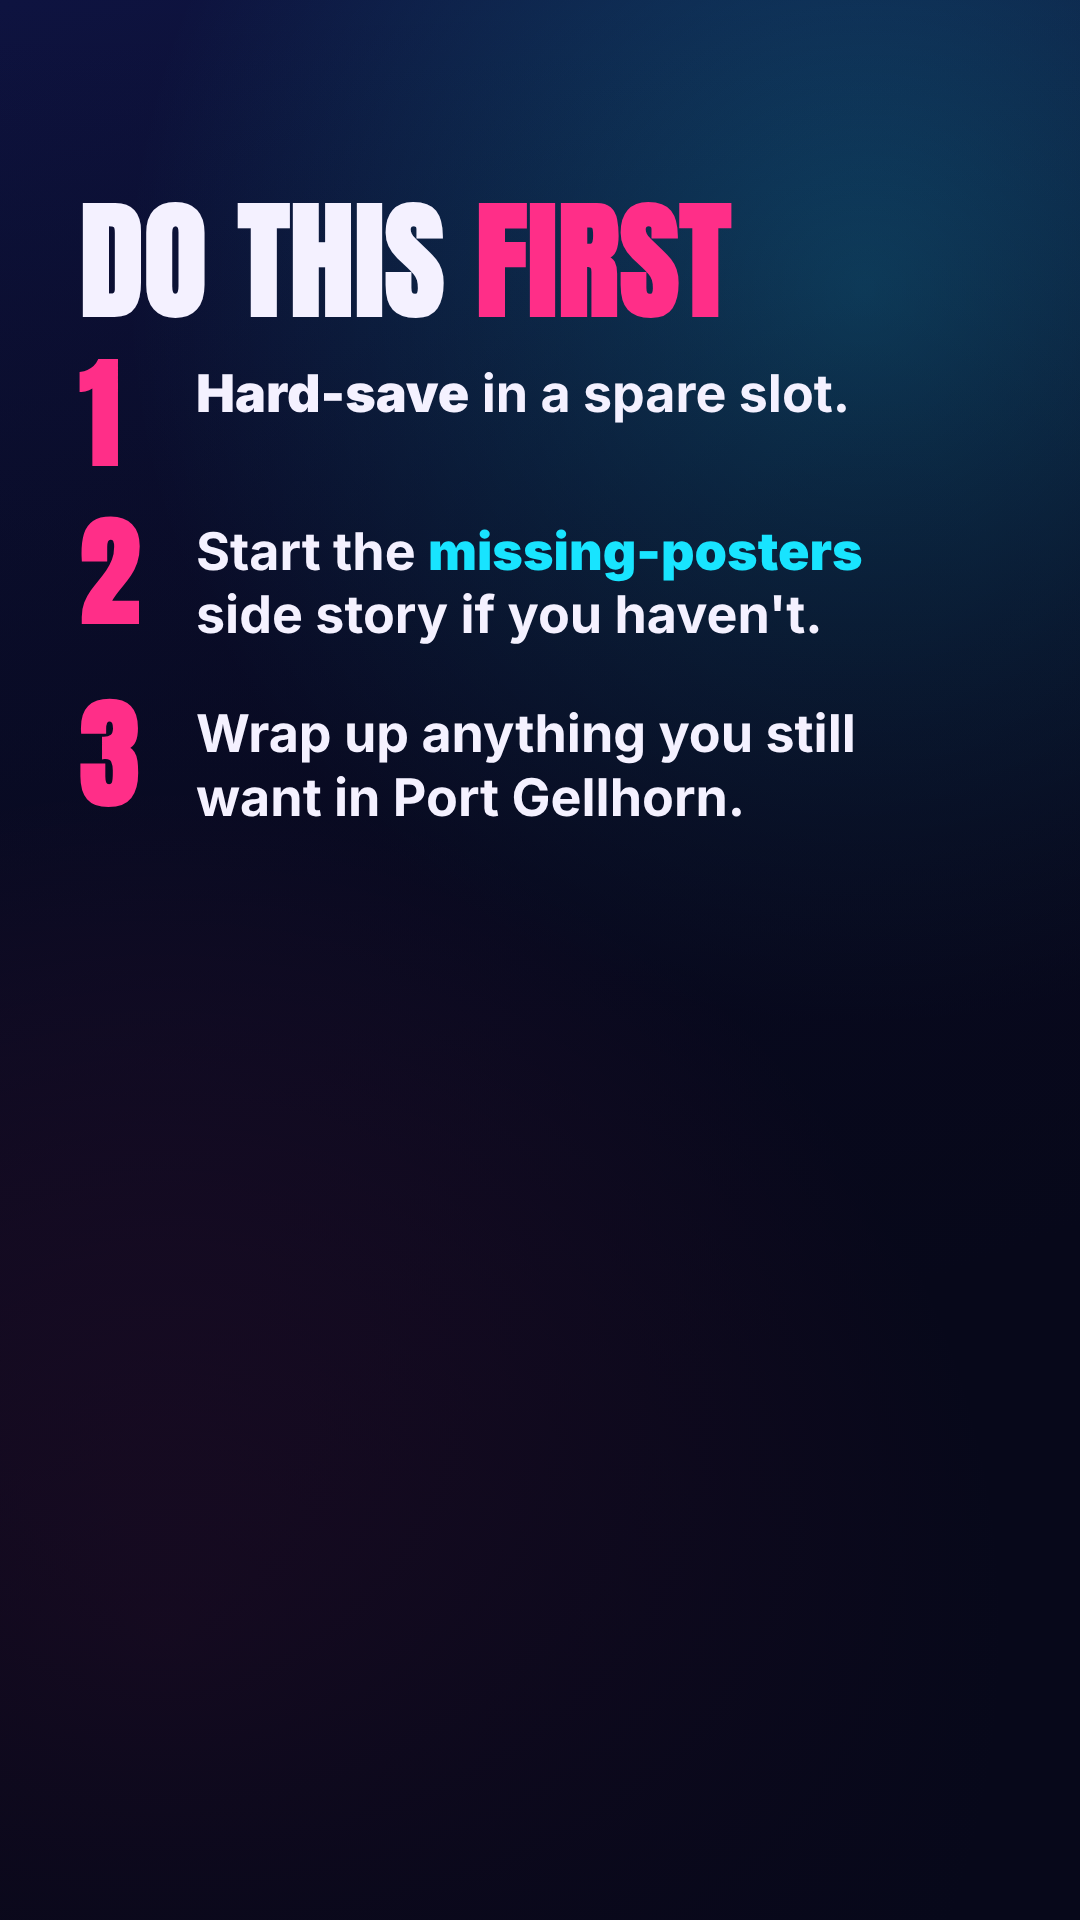 DO THIS FIRST
1 Hard-save in a spare slot.
2 Start the missing-posters
side story if you haven't.
3 Wrap up anything you still
want in Port Gellhorn.